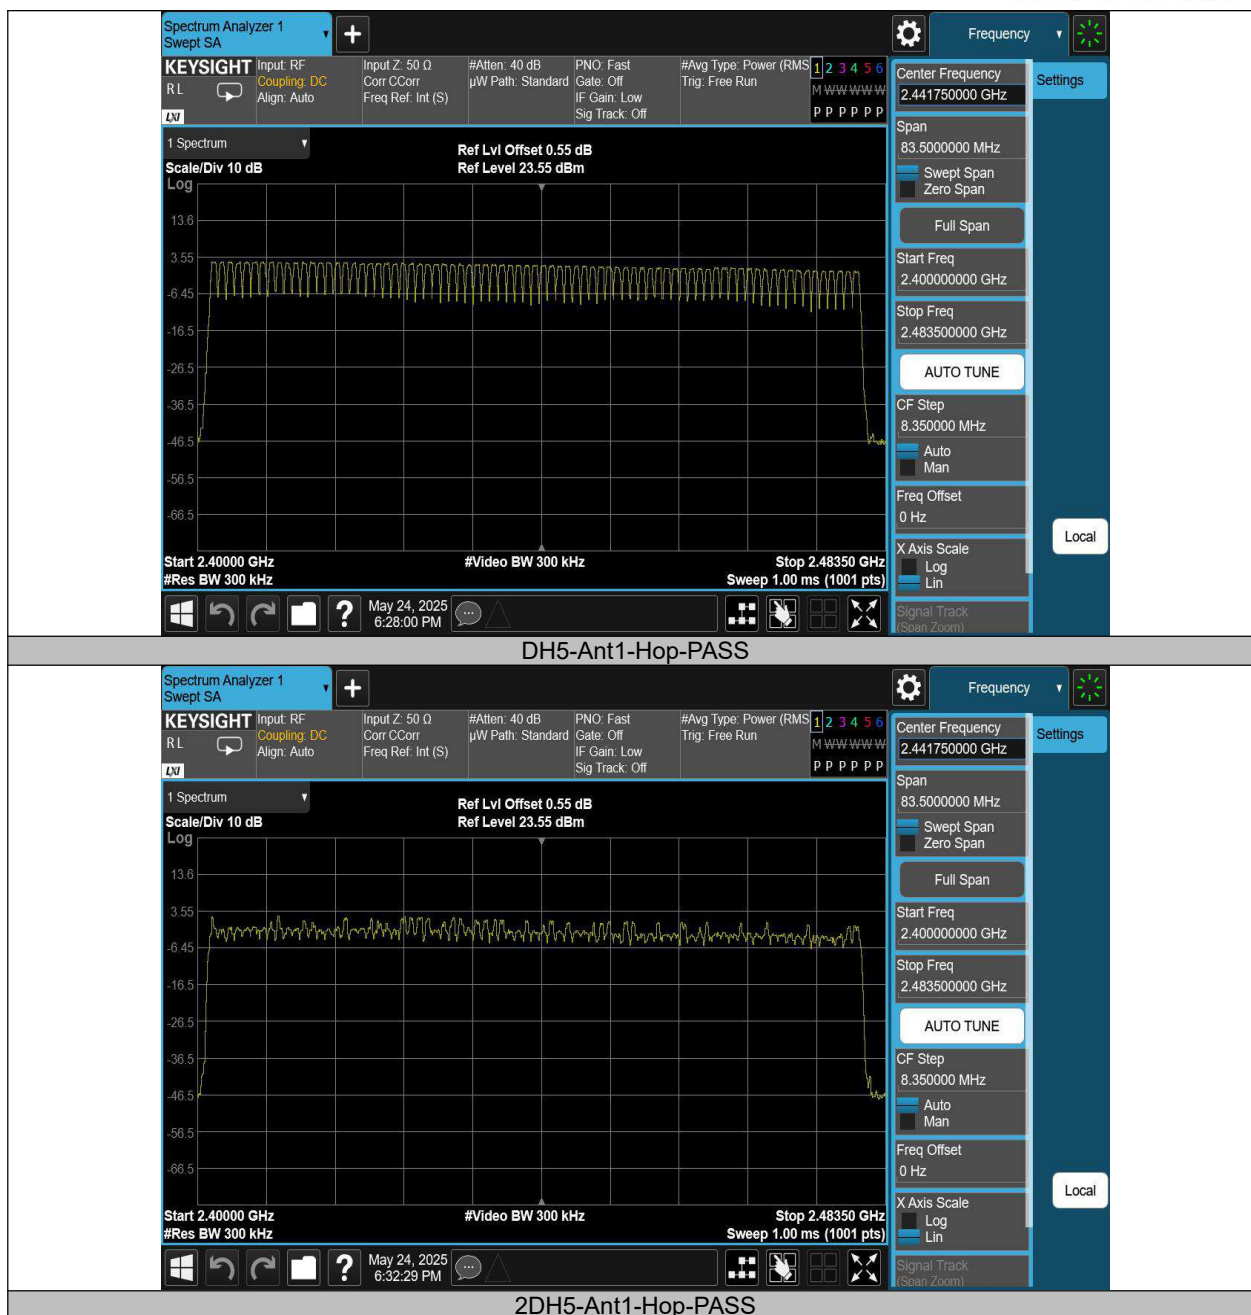 Spectrum Analyzer 1
Swept SA
Frequency
KEYSIGHT
RL
LXI
Input: RF
Coupling: DC
Align: Auto
Input Z: 50 Ω
Corr CCorr
Freq Ref: Int (S)
#Atten: 40 dB
µW Path: Standard
PNO: Fast
Gate: Off
IF Gain: Low
Sig Track: Off
#Avg Type: Power (RMS
Trig: Free Run
1 2 3 4 5 6
M W W W W W
P P P P P P
1 Spectrum
Scale/Div 10 dB
Ref Lvl Offset 0.55 dB
Ref Level 23.55 dBm
Log
13.6
3.55
-6.45
-16.5
-26.5
-36.5
-46.5
-56.5
-66.5
Start 2.40000 GHz
#Res BW 300 kHz
#Video BW 300 kHz
Stop 2.48350 GHz
Sweep 1.00 ms (1001 pts)
May 24, 2025
6:28:00 PM
Center Frequency
2.441750000 GHz
Settings
Span
83.5000000 MHz
Swept Span
Zero Span
Full Span
Start Freq
2.400000000 GHz
Stop Freq
2.483500000 GHz
AUTO TUNE
CF Step
8.350000 MHz
Auto
Man
Freq Offset
0 Hz
Local
X Axis Scale
Log
Lin
Signal Track
(Span Zoom)
DH5-Ant1-Hop-PASS
Spectrum Analyzer 1
Swept SA
Frequency
KEYSIGHT
RL
LXI
Input: RF
Coupling: DC
Align: Auto
Input Z: 50 Ω
Corr CCorr
Freq Ref: Int (S)
#Atten: 40 dB
µW Path: Standard
PNO: Fast
Gate: Off
IF Gain: Low
Sig Track: Off
#Avg Type: Power (RMS
Trig: Free Run
1 2 3 4 5 6
M W W W W W
P P P P P P
1 Spectrum
Scale/Div 10 dB
Ref Lvl Offset 0.55 dB
Ref Level 23.55 dBm
Log
13.6
3.55
-6.45
-16.5
-26.5
-36.5
-46.5
-56.5
-66.5
Start 2.40000 GHz
#Res BW 300 kHz
#Video BW 300 kHz
Stop 2.48350 GHz
Sweep 1.00 ms (1001 pts)
May 24, 2025
6:32:29 PM
Center Frequency
2.441750000 GHz
Settings
Span
83.5000000 MHz
Swept Span
Zero Span
Full Span
Start Freq
2.400000000 GHz
Stop Freq
2.483500000 GHz
AUTO TUNE
CF Step
8.350000 MHz
Auto
Man
Freq Offset
0 Hz
Local
X Axis Scale
Log
Lin
Signal Track
(Span Zoom)
2DH5-Ant1-Hop-PASS